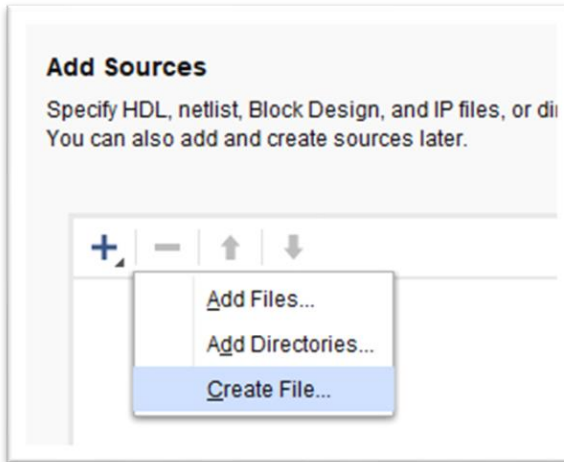 Add Sources
Specify HDL, netlist, Block Design, and IP files, or di
You can also add and create sources later.
Add Files...
Add Directories...
Create File...